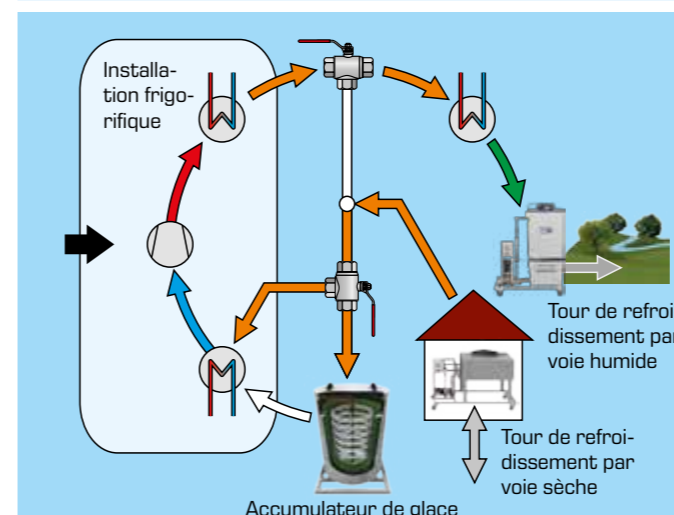 Installa-
tion frigo-
rifique
Tour de refroi-
dissement par
voie humide
Tour de refroi-
dissement par
voie sèche
Accumulateur de glace